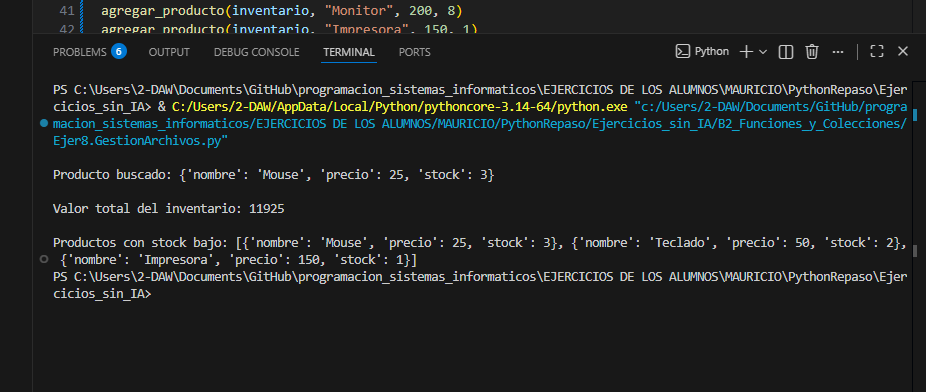 41 agregar_producto(inventario, "Monitor", 200, 8)
42 agregar_producto(inventario, "Impresora", 150, 1)
PROBLEMS 6 OUTPUT DEBUG CONSOLE TERMINAL PORTS Python
PS C:\Users\2-DAW\Documents\GitHub\programacion_sistemas_informaticos\EJERCICIOS DE LOS ALUMNOS\MAURICIO\PythonRepaso\Ejer
cicios_sin_IA> & C:/Users/2-DAW/AppData/Local/Python/pythoncore-3.14-64/python.exe "c:/Users/2-DAW/Documents/GitHub/progra
macion_sistemas_informaticos/EJERCICIOS DE LOS ALUMNOS/MAURICIO/PythonRepaso/Ejercicios_sin_IA/B2_Funciones_y_Colecciones/
Ejer8.GestionArchivos.py"
Producto buscado: {'nombre': 'Mouse', 'precio': 25, 'stock': 3}
Valor total del inventario: 11925
Productos con stock bajo: [{'nombre': 'Mouse', 'precio': 25, 'stock': 3}, {'nombre': 'Teclado', 'precio': 50, 'stock': 2},
{'nombre': 'Impresora', 'precio': 150, 'stock': 1}]
PS C:\Users\2-DAW\Documents\GitHub\programacion_sistemas_informaticos\EJERCICIOS DE LOS ALUMNOS\MAURICIO\PythonRepaso\Ejer
cicios_sin_IA>